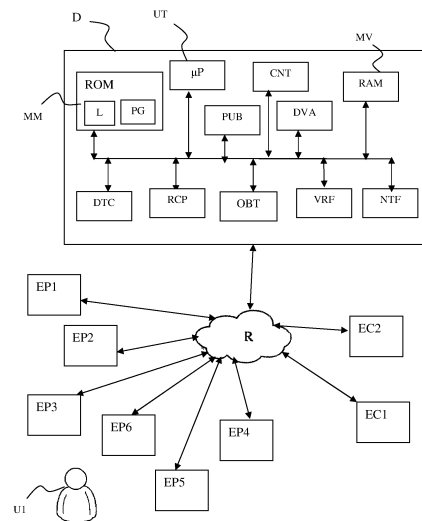 D
UT
MV
ROM
µP
CNT
RAM
MM
L
PG
PUB
DVA
DTC
RCP
OBT
VRF
NTF
EP1
EP2
R
EC2
EP3
EP6
EP4
EC1
EP5
U1